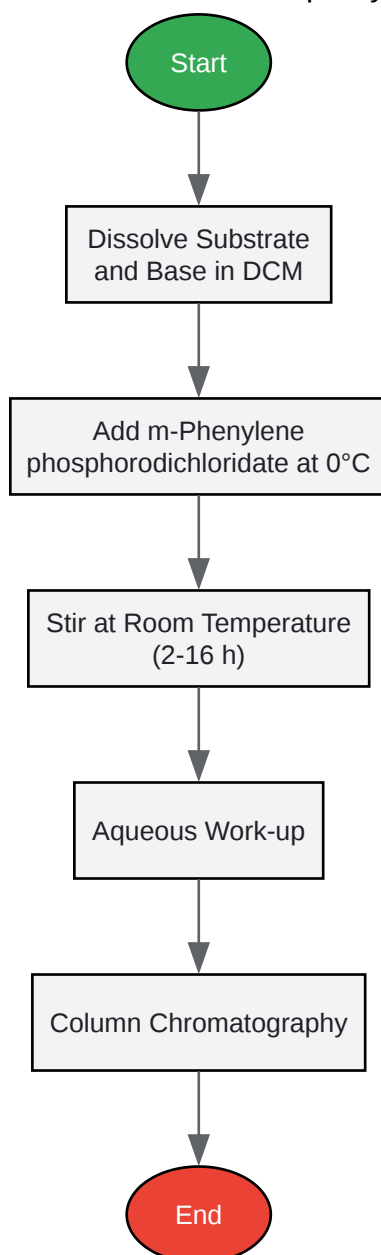 Start
Dissolve Substrate
and Base in DCM
Add m-Phenylene
phosphorodichloridate at 0°C
Stir at Room Temperature
(2-16 h)
Aqueous Work-up
Column Chromatography
End